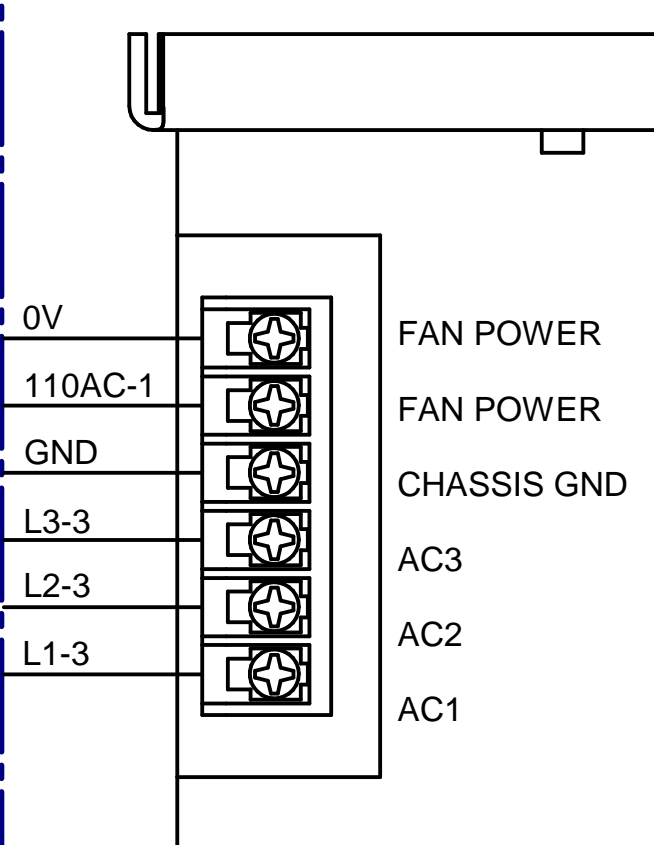 0V
FAN POWER
110AC-1
FAN POWER
GND
CHASSIS GND
L3-3
AC3
L2-3
AC2
L1-3
AC1